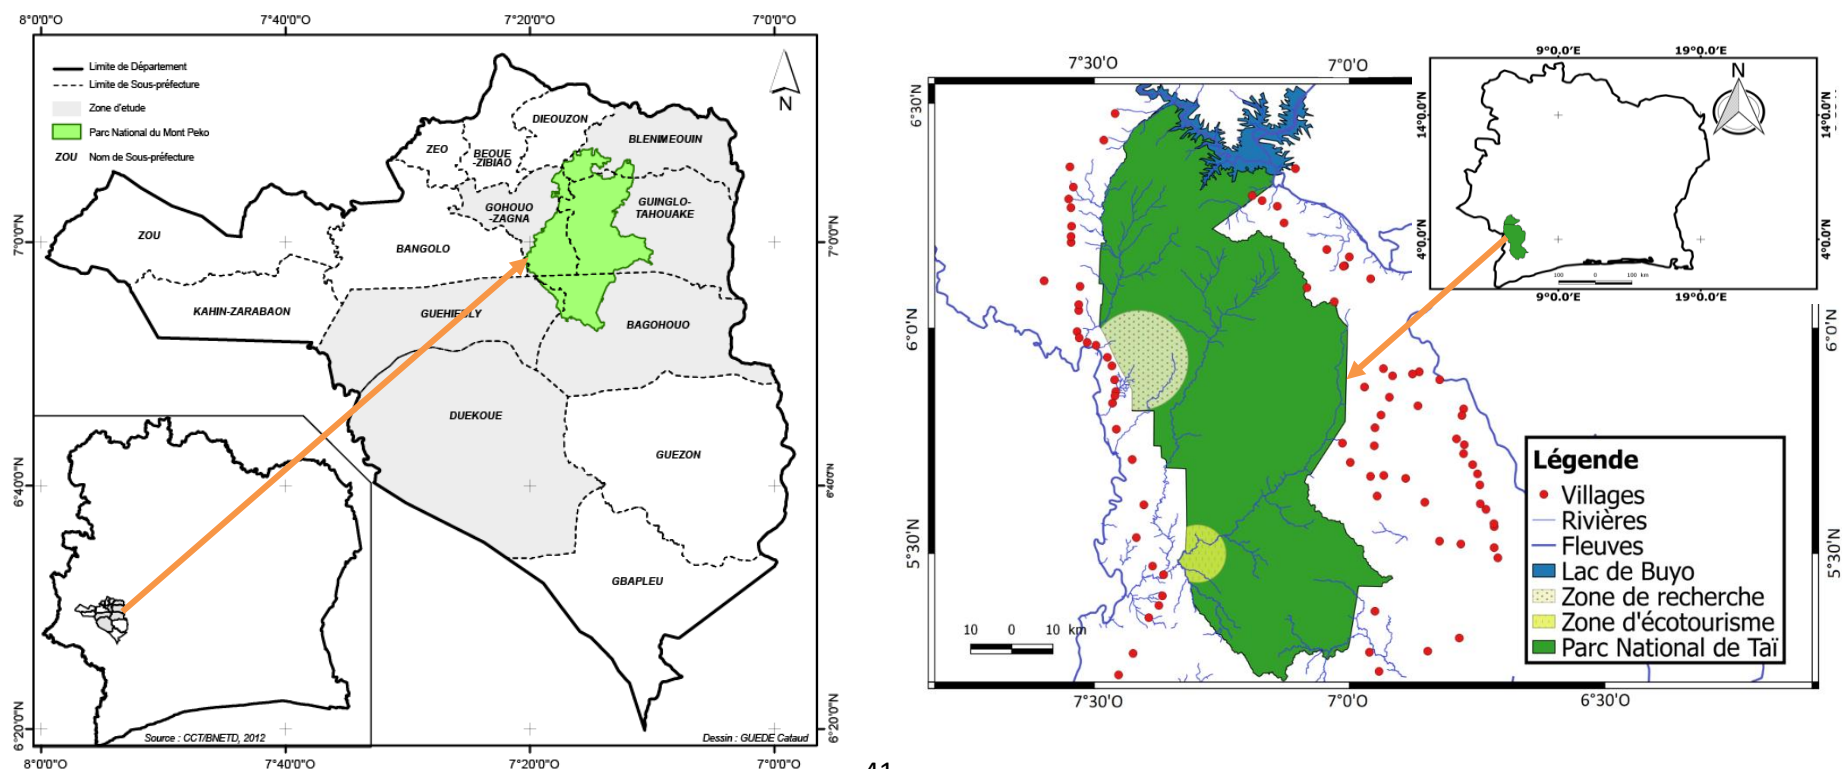 8°0'0"O 7°40'0"O 7°20'0"O 7°0'0"O
Limite de Département
Limite de Sous-préfecture
Zone d'etude
Parc National du Mont Peko
ZOU Nom de Sous-préfecture
N
DIEOUZON
BLENIMEOUIN
ZEO
BEOUE
-ZIBIAO
GOHOUO
-ZAGNA
GUINGLO-
TAHOUAKE
ZOU
BANGOLO
7°0'0"N 7°0'0"N
KAHIN-ZARABAON
GUEHIEBLY
BAGOHOUO
DUEKOUE
GUEZON
6°40'0"N 6°40'0"N
GBAPLEU
6°20'0"N 6°20'0"N
Source : CCT/BNETD, 2012
Dessin : GUEDE Cataud
8°0'0"O 7°40'0"O 7°20'0"O 7°0'0"O
41
7°30'O 7°0'O
9°0.0'E 19°0.0'E
N
14°0.0'N 14°0.0'N
4°0.0'N 4°0.0'N
100 0 100 km
9°0.0'E 19°0.0'E
6°30'N
6°0'N 6°0'N
5°30'N 5°30'N
10 0 10 km
Légende
Villages
Rivières
Fleuves
Lac de Buyo
Zone de recherche
Zone d'écotourisme
Parc National de Taï
7°30'O 7°0'O 6°30'O